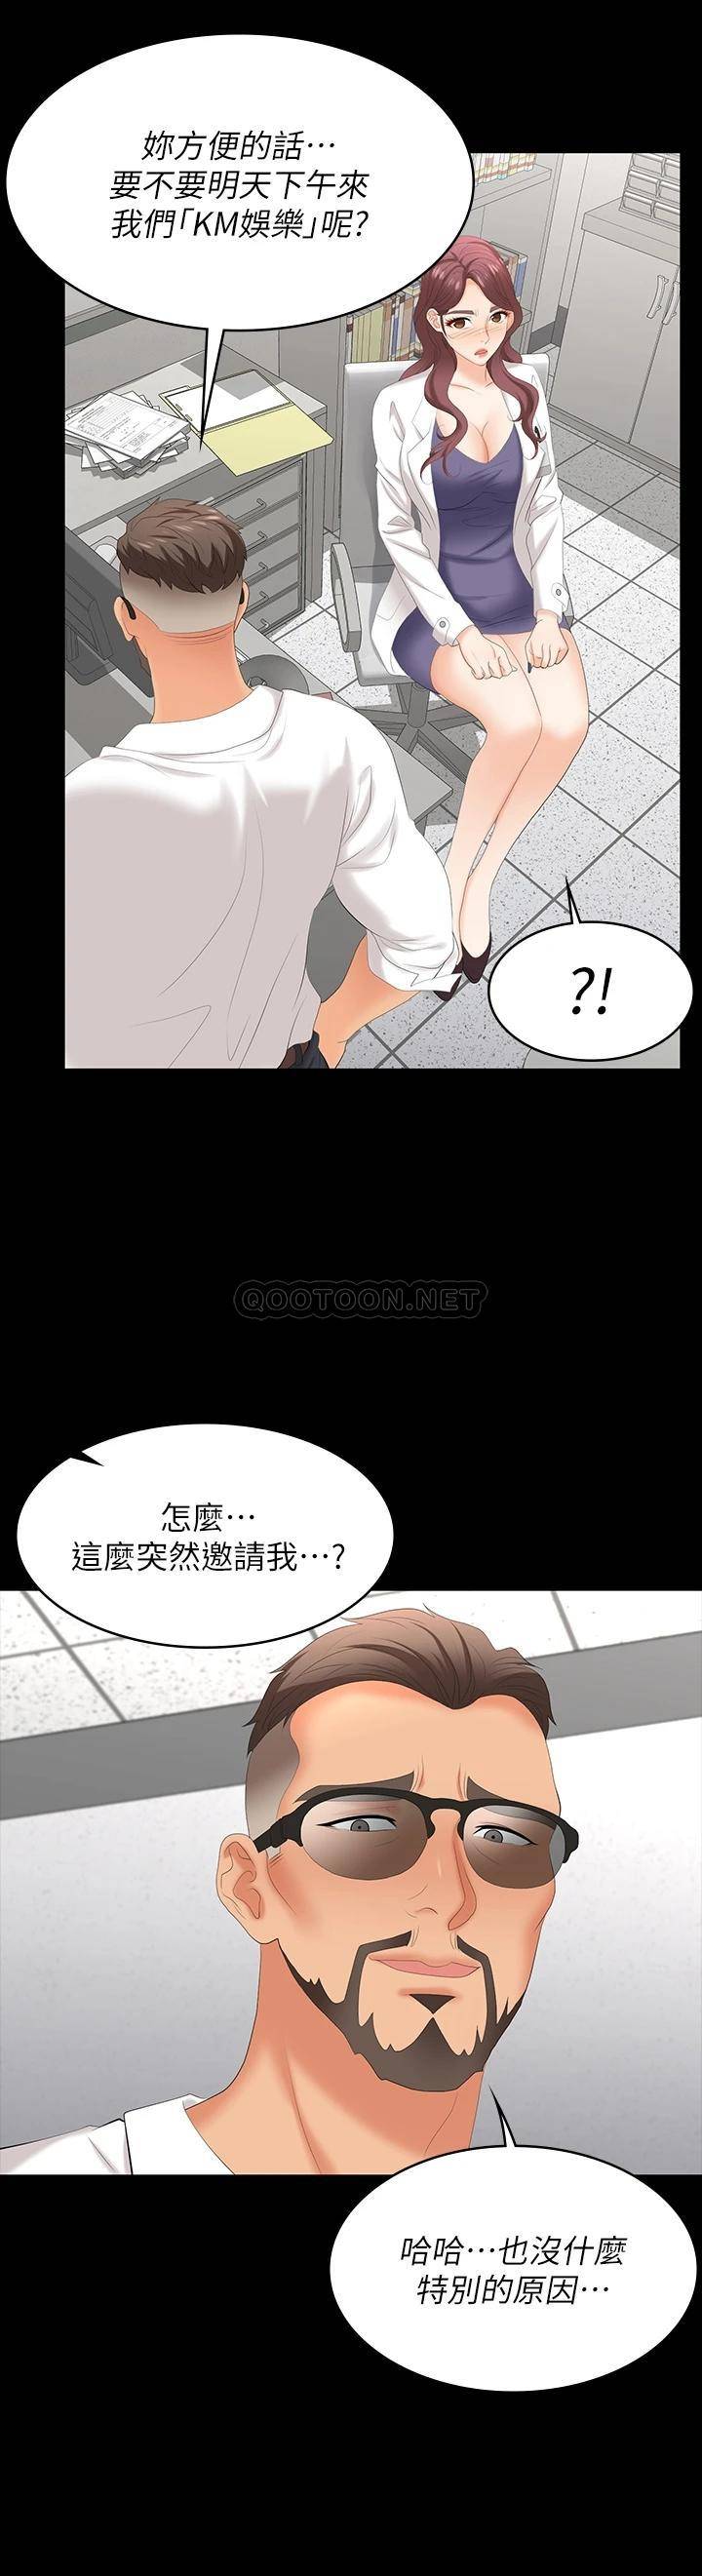 妳方便的話⋯
要不要明天下午來
我們「KM娛樂」呢?
?!
QOOTOON.NET
怎麼⋯
這麼突然邀請我⋯?
哈哈⋯也沒什麼
特別的原因⋯